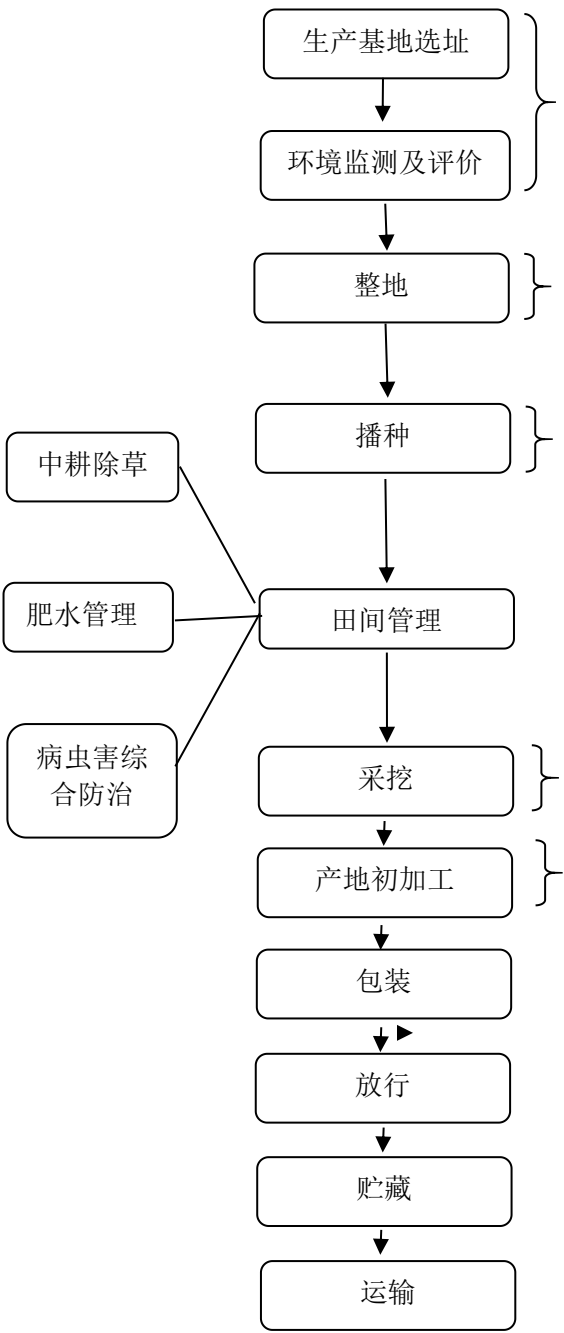 生产基地选址
环境监测及评价
整地
播种
中耕除草
肥水管理
田间管理
病虫害综
合防治
采挖
产地初加工
包装
放行
贮藏
运输